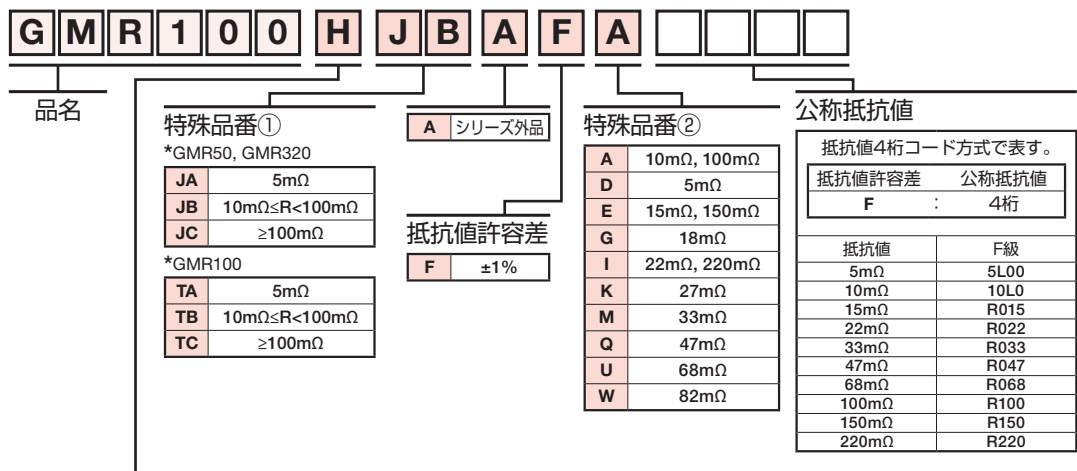 GMR100 H JB A F A
品名
特殊品番①
*GMR50, GMR320
JA 5mΩ
JB 10mΩ≤R<100mΩ
JC ≥100mΩ
*GMR100
TA 5mΩ
TB 10mΩ≤R<100mΩ
TC ≥100mΩ
A シリーズ外品
抵抗値許容差
F ±1%
特殊品番②
A 10mΩ, 100mΩ
D 5mΩ
E 15mΩ, 150mΩ
G 18mΩ
I 22mΩ, 220mΩ
K 27mΩ
M 33mΩ
Q 47mΩ
U 68mΩ
W 82mΩ
公称抵抗値
抵抗値4桁コード方式で表す。
抵抗値許容差 公称抵抗値
F : 4桁
抵抗値 F級
5mΩ 5L00
10mΩ 10L0
15mΩ R015
22mΩ R022
33mΩ R033
47mΩ R047
68mΩ R068
100mΩ R100
150mΩ R150
220mΩ R220